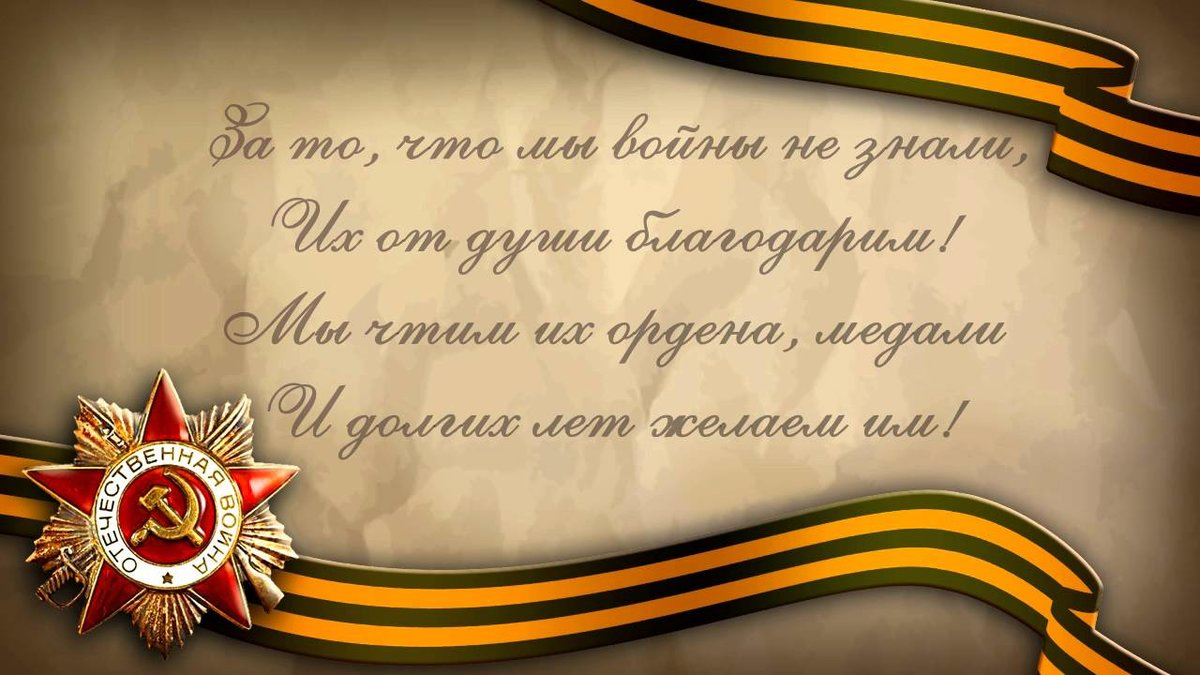 За то, что мы войны не знали,
Их от души благодарим!
Мы чтим их ордена, медали
И долгих лет желаем им!
ОТЕЧЕСТВЕННАЯ ВОЙНА